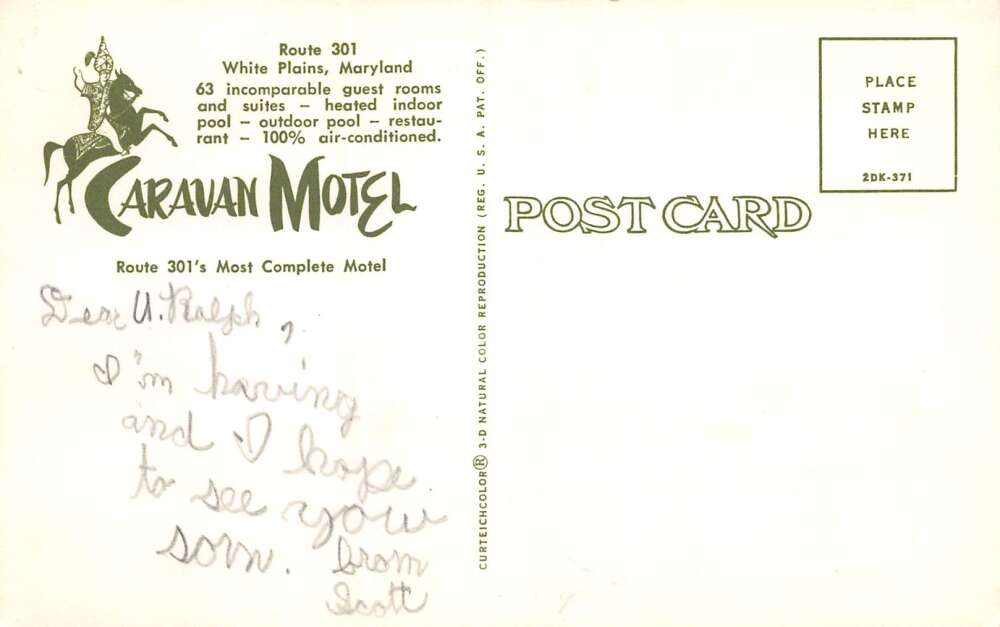 Route 301
White Plains, Maryland
63 incomparable guest rooms
and suites – heated indoor
pool – outdoor pool – restau-
rant – 100% air-conditioned.
CARAVAN MOTEL
Route 301's Most Complete Motel
Dear U. Ralph,
I'm having
and I hope
to see you
soon. from
Scott
CURTEICHCOLOR® 3-D NATURAL COLOR REPRODUCTION (REG. U. S. A. PAT. OFF.)
POST CARD
PLACE
STAMP
HERE
2DK-371